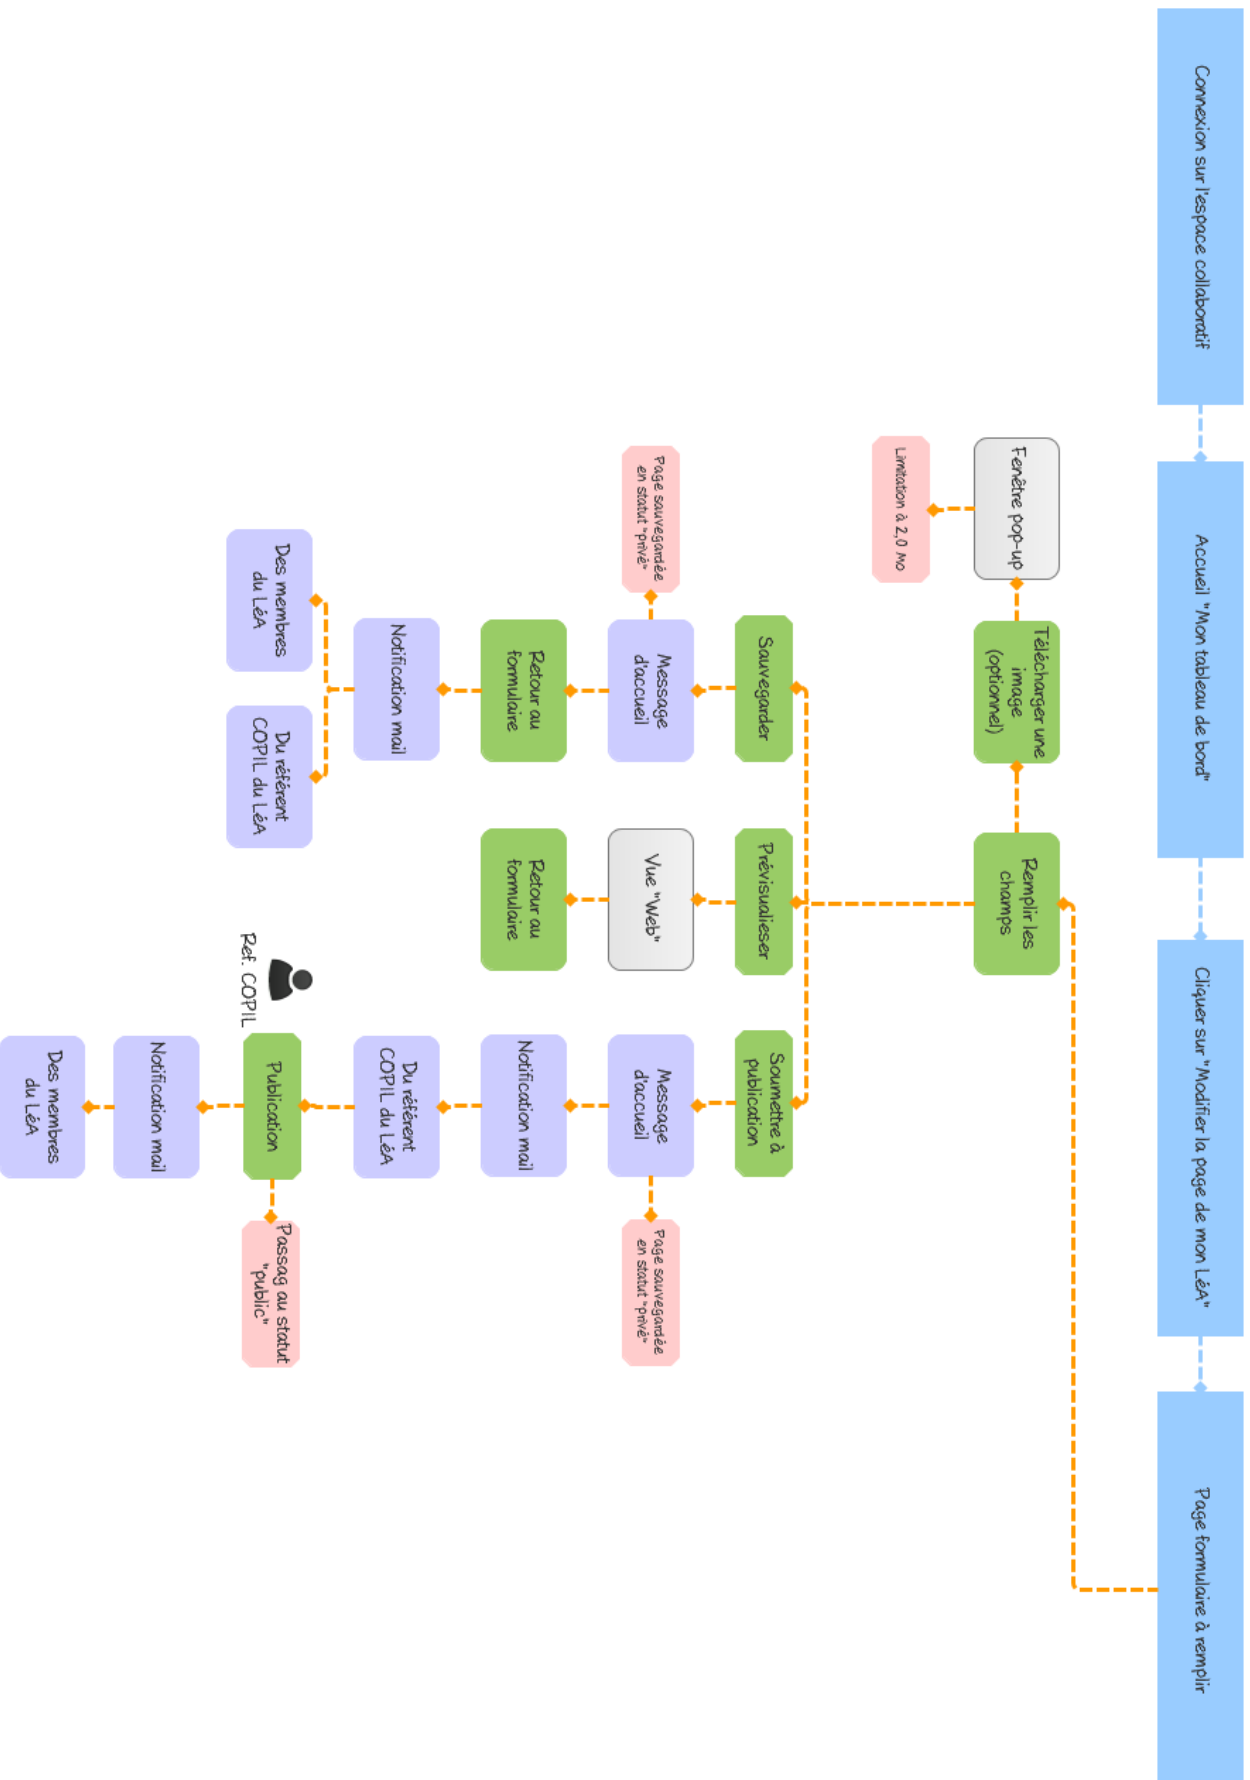 Connexion sur l'espace collaboratif
Accueil "Mon tableau de bord"
Cliquer sur "Modifier la page de mon LéA"
Page formulaire à remplir
Fenêtre pop-up
Télécharger une
image
(optionnel)
Remplir les
champs
Limitation à 2,0 Mo
Sauvegarder
Prévisualieser
Soumettre à
publication
Page sauvegardée
en statut "privé"
Message
d'accueil
Vue "Web"
Message
d'accueil
Page sauvegardée
en statut "privé"
Retour au
formulaire
Retour au
formulaire
Notification mail
Notification mail
Du référent
COPIL du LéA
Des membres
du LéA
Du référent
COPIL du LéA
Ref. COPIL
Publication
Passag au statut
"public"
Notification mail
Des membres
du LéA